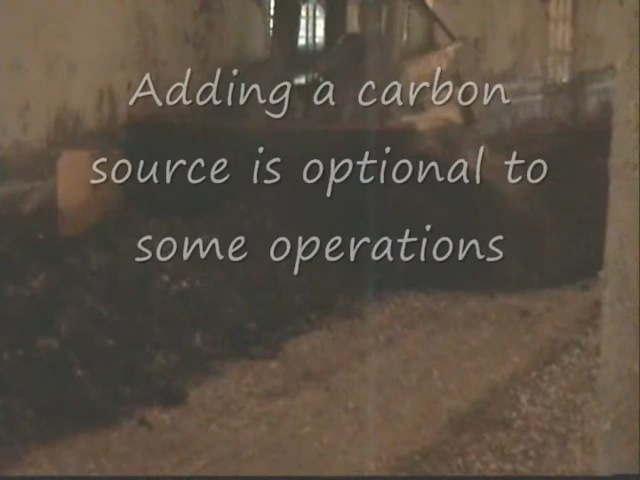 Adding a carbon
source is optional to
some operations